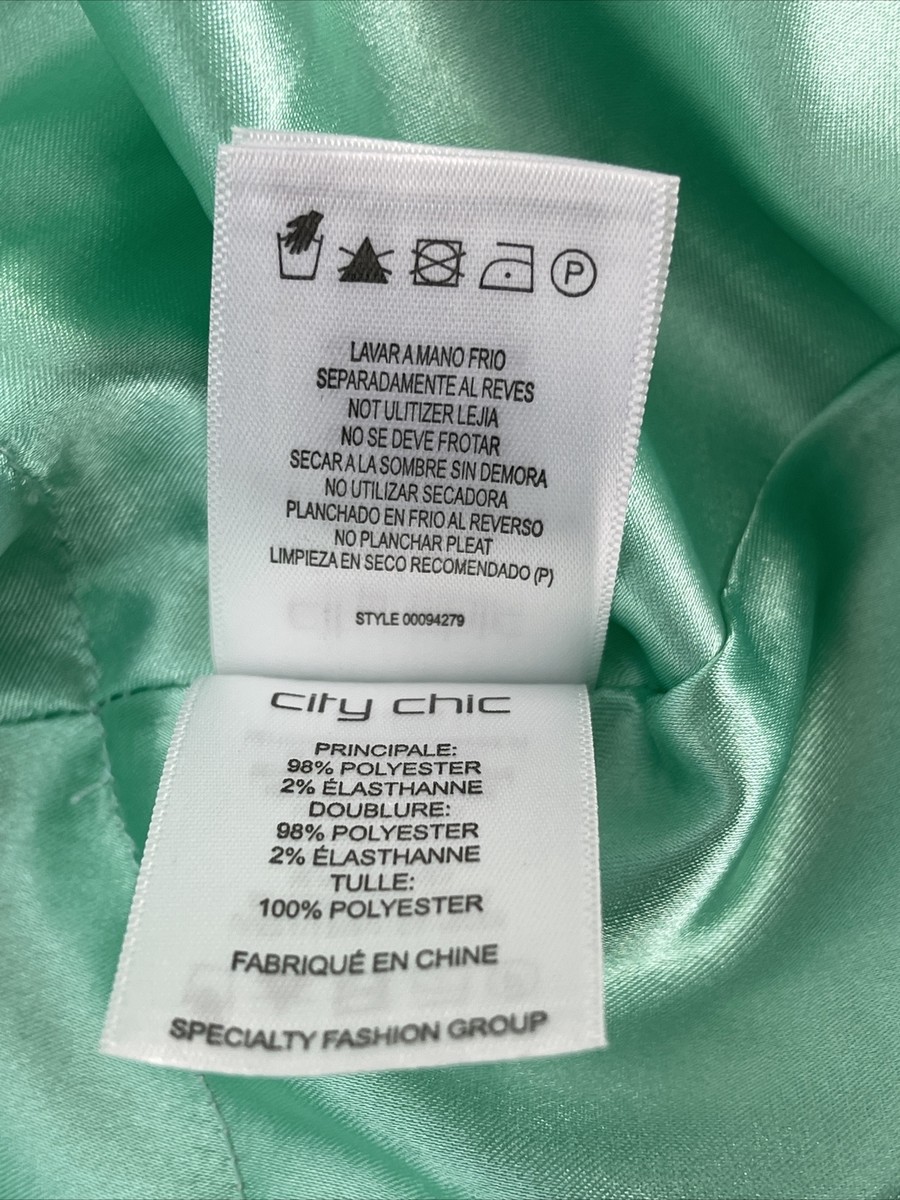 P
LAVAR A MANO FRIO
SEPARADAMENTE AL REVES
NOT ULITIZER LEJIA
NO SE DEVE FROTAR
SECAR A LA SOMBRE SIN DEMORA
NO UTILIZAR SECADORA
PLANCHADO EN FRIO AL REVERSO
NO PLANCHAR PLEAT
LIMPIEZA EN SECO RECOMENDADO (P)
STYLE 00094279
city chic
PRINCIPALE:
98% POLYESTER
2% ÉLASTHANNE
DOUBLURE:
98% POLYESTER
2% ÉLASTHANNE
TULLE:
100% POLYESTER
FABRIQUÉ EN CHINE
SPECIALTY FASHION GROUP